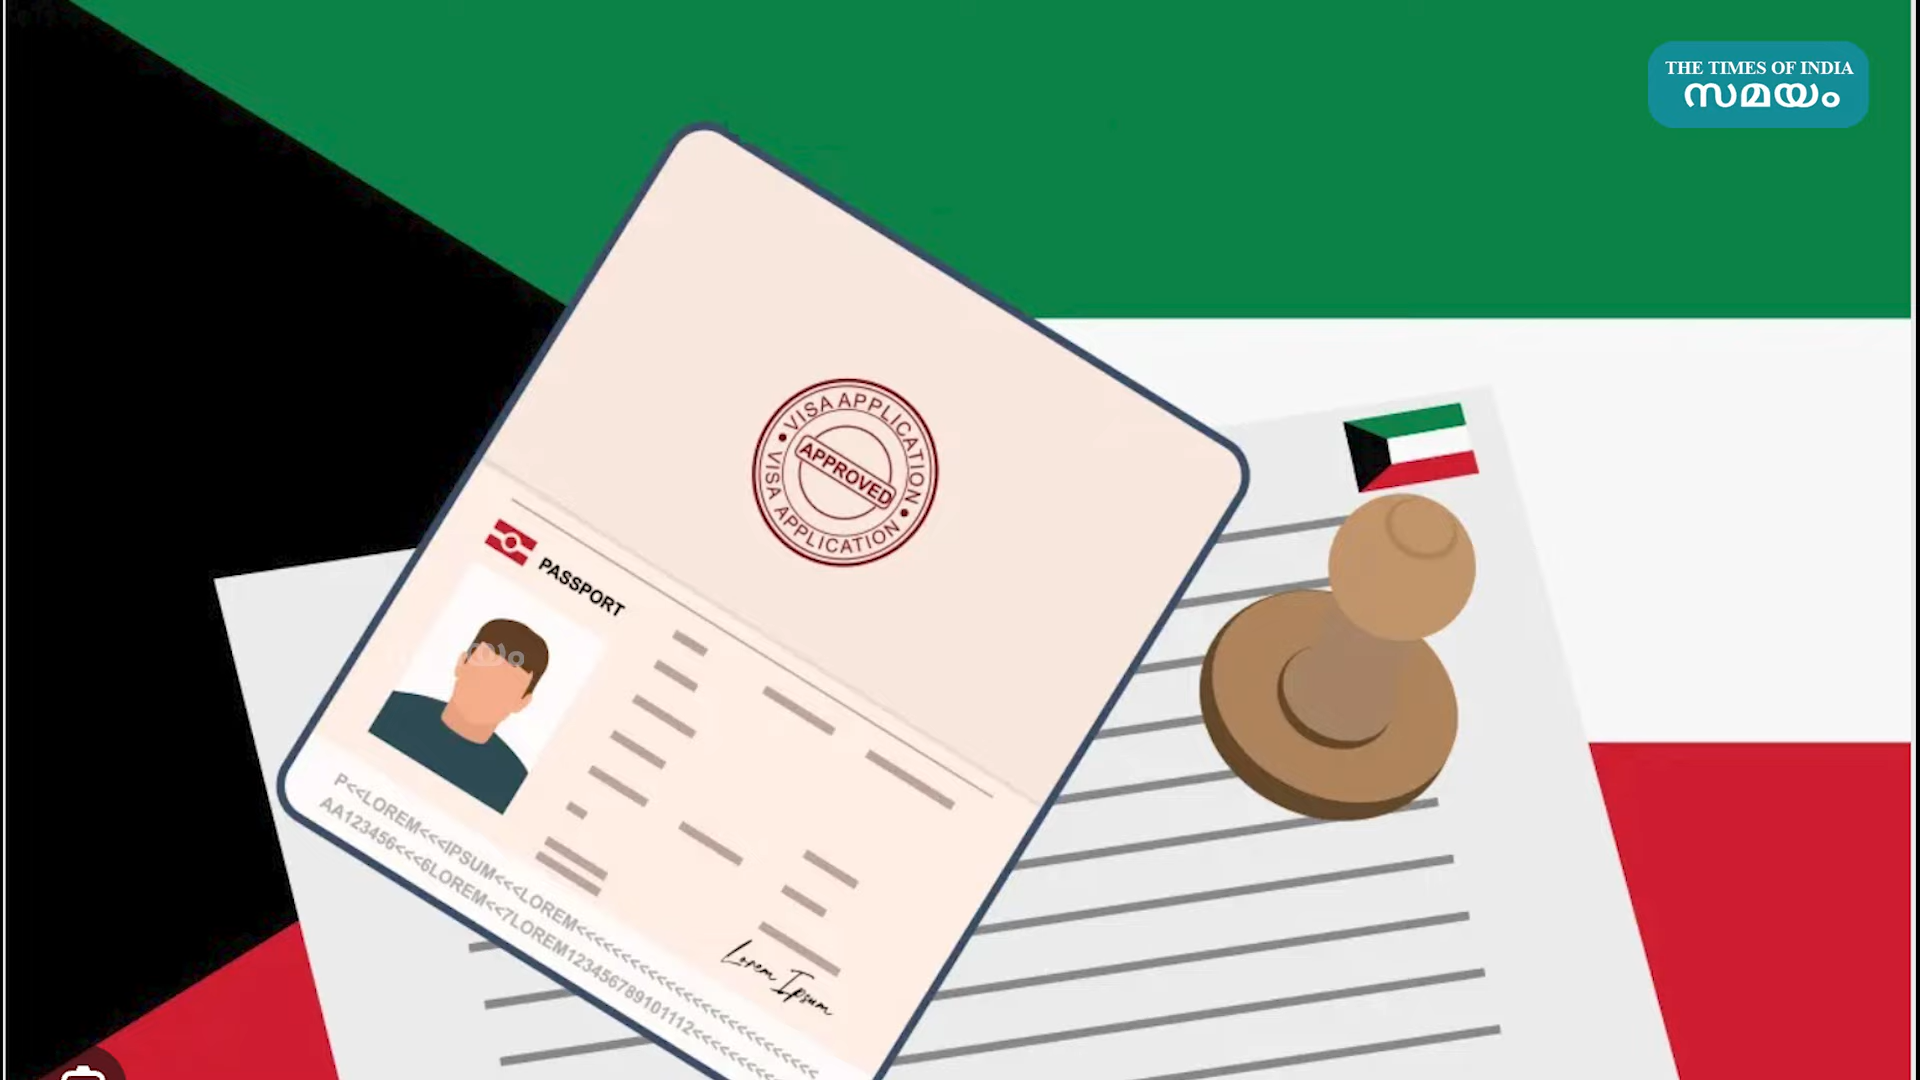 THE TIMES OF INDIA
സമയം
VISA APPLICATION
APPROVED
VISA APPLICATION
PASSPORT
P<<LOREM<<<IPSUM<<<LOREM<<<<<<<<<<<<<<<<<<<<<<<<
AA123456<<<6LOREM<<7LOREM123456789101112<<<<<<<<<
Lorem Ipsum